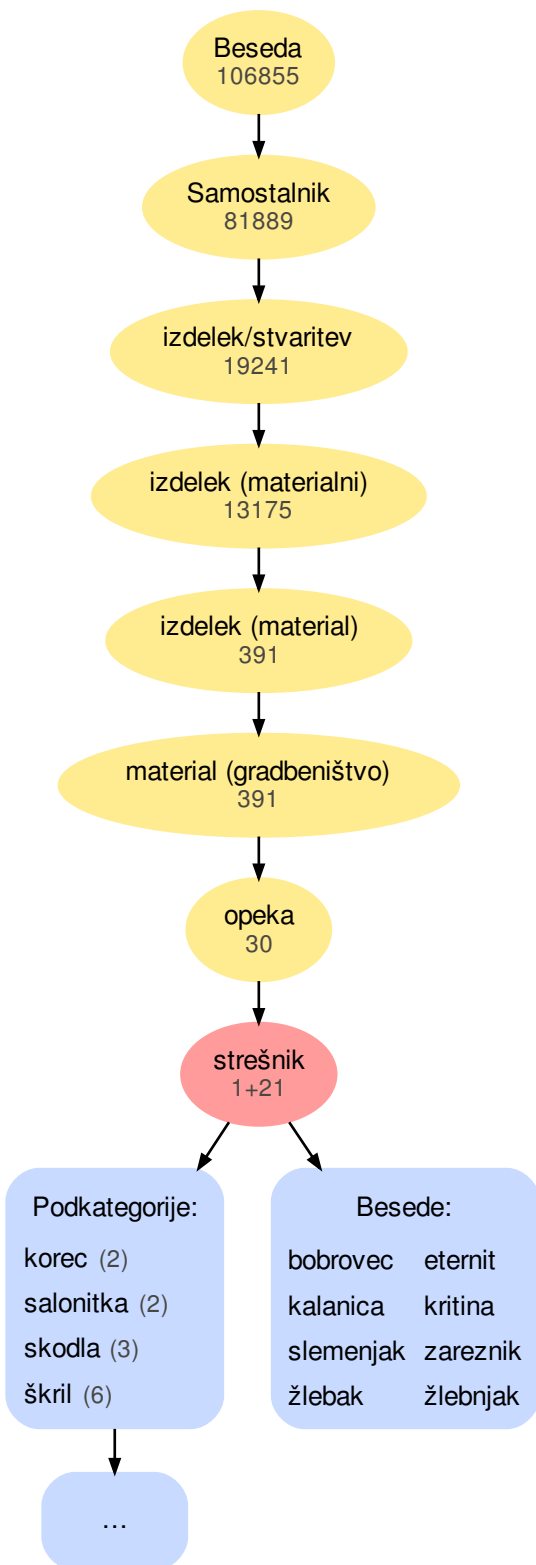 Beseda
106855
Samostalnik
81889
izdelek/stvaritev
19241
izdelek (materialni)
13175
izdelek (material)
391
material (gradbeništvo)
391
opeka
30
strešnik
1+21
Podkategorije:
korec (2)
salonitka (2)
skodla (3)
škril (6)
Besede:
bobrovec eternit
kalanica kritina
slemenjak zareznik
žlebak žlebnjak
…